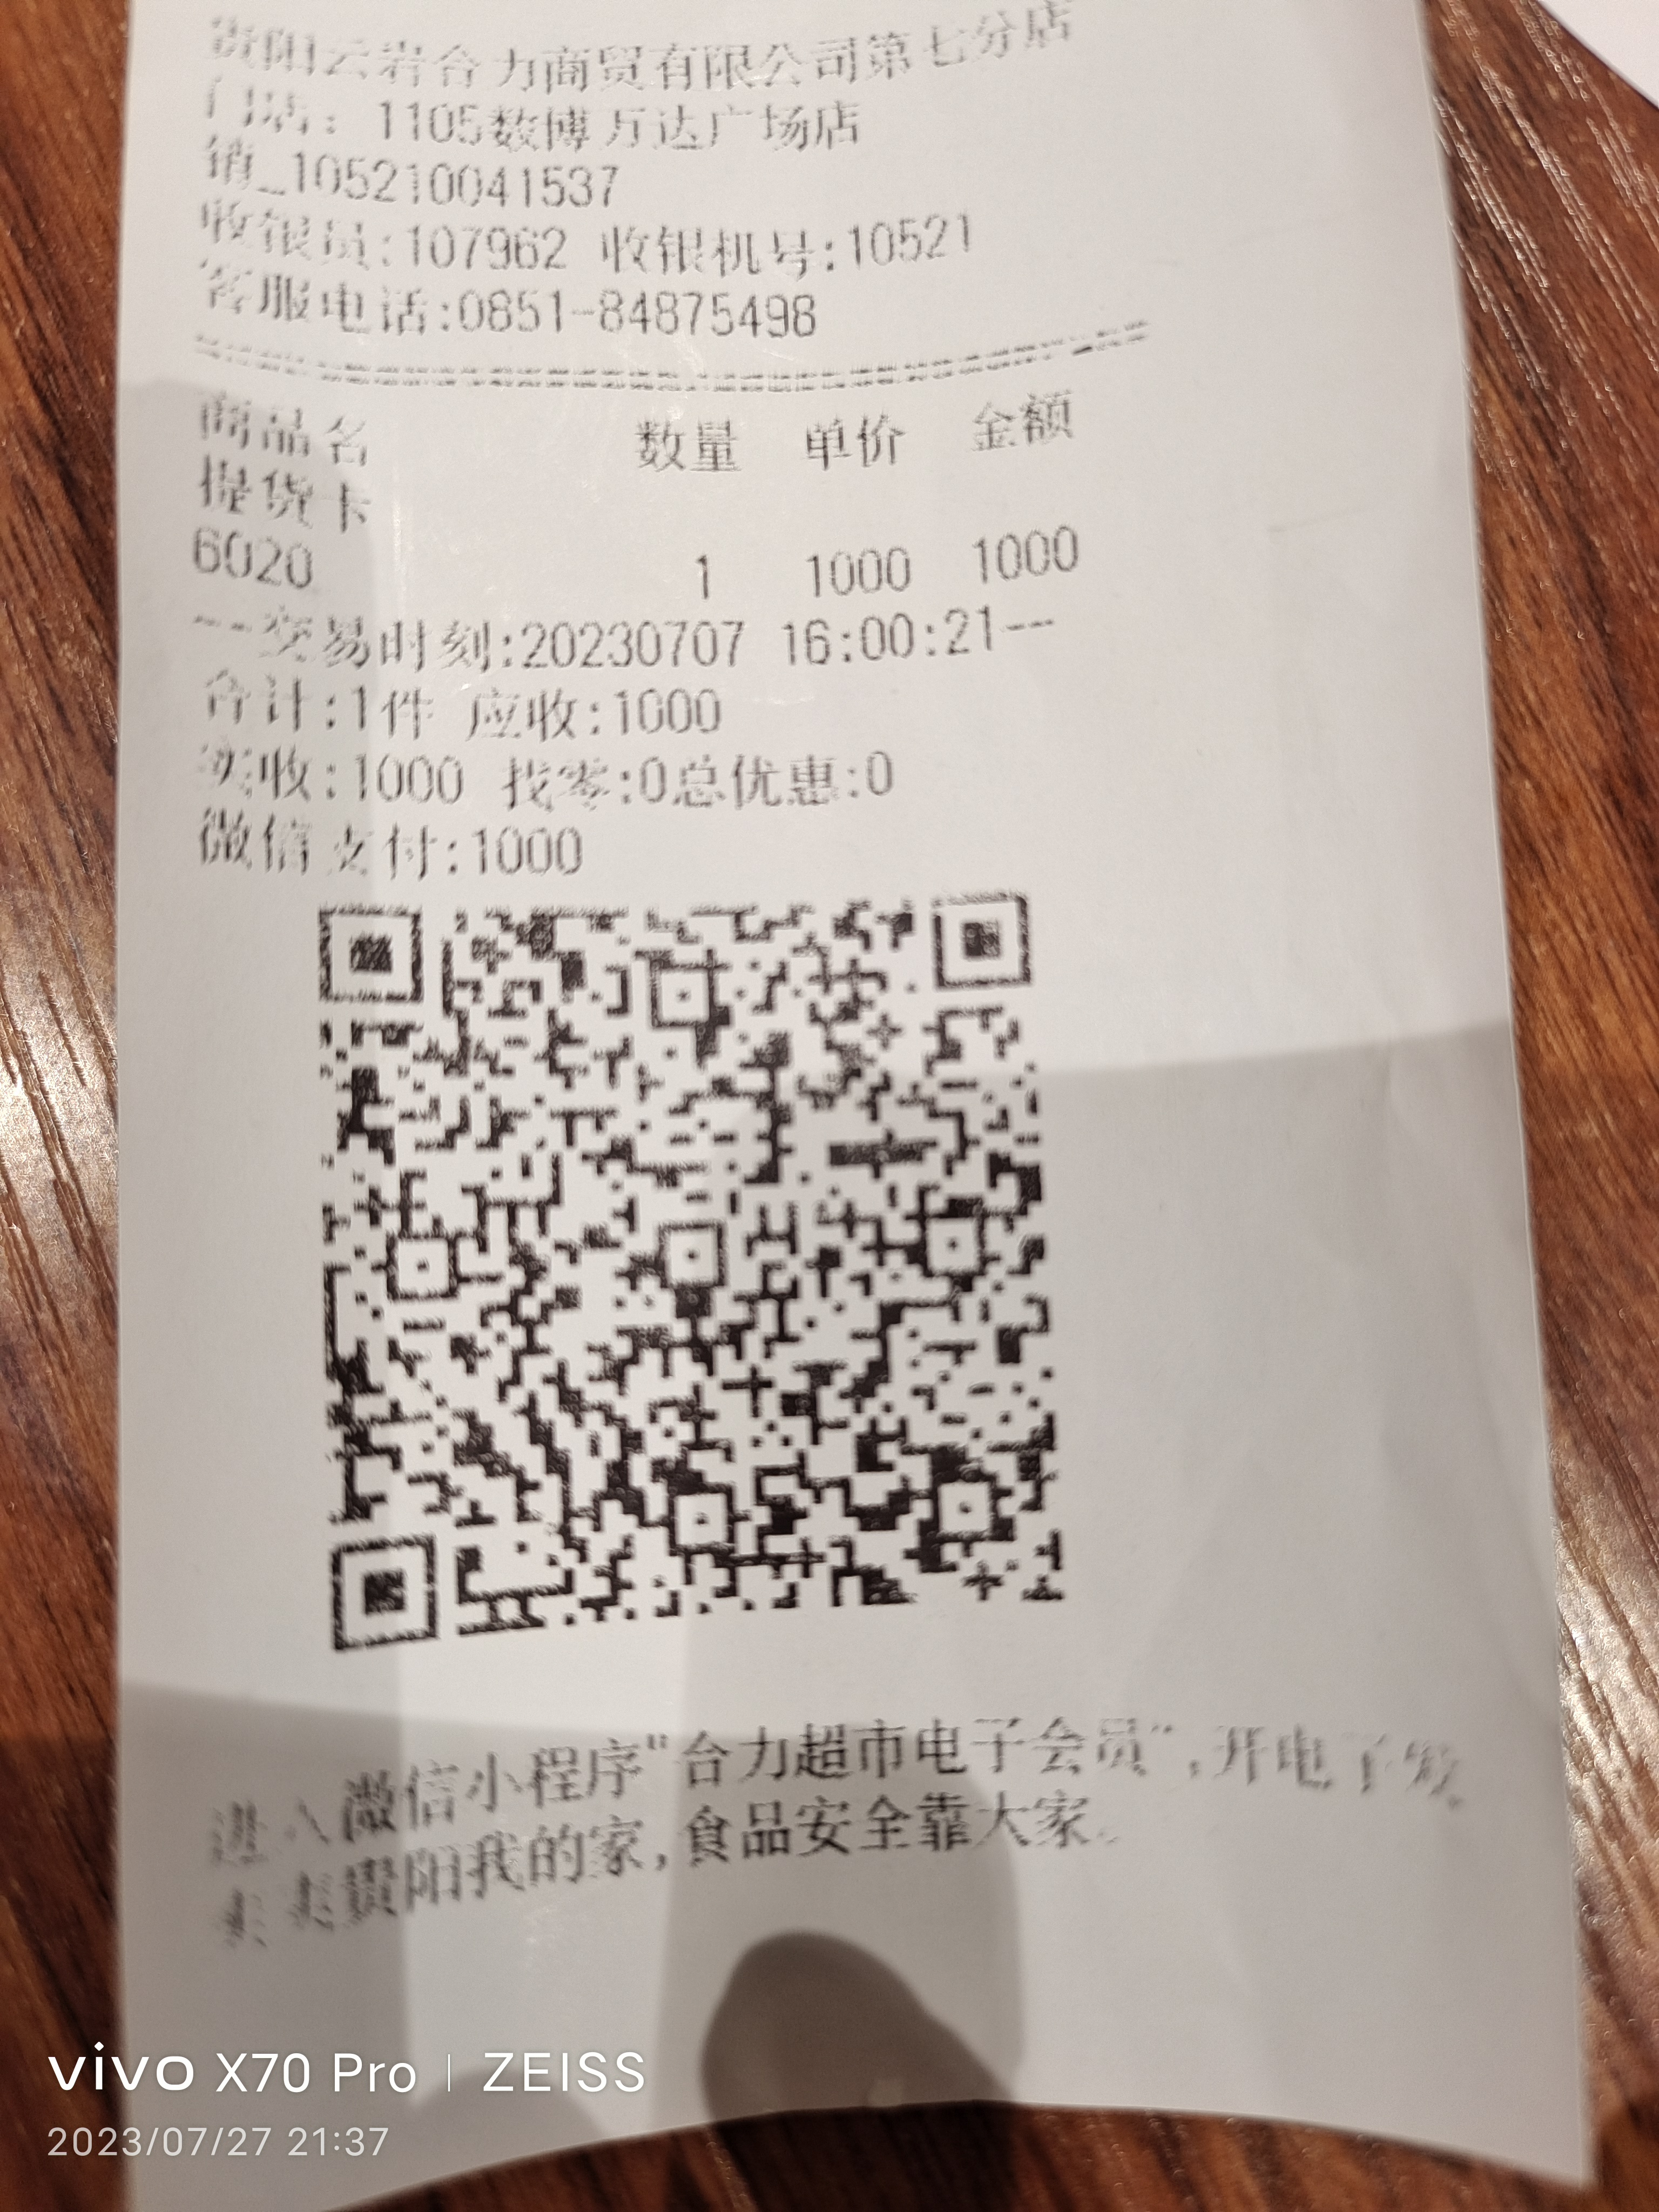 贵阳云岩合力商贸有限公司第七分店
门店：1105数博万达广场店
销_105210041537
收银员:107962 收银机号:10521
客服电话:0851-84875498
商品名 数量 单价 金额
提货卡
6020 1 1000 1000
--交易时刻:20230707 16:00:21--
合计:1件 应收:1000
实收:1000 找零:0总优惠:0
微信支付:1000
进入微信小程序"合力超市电子会员",开电子发
贵阳我的家,食品安全靠大家。
vivo X70 Pro | ZEISS
2023/07/27 21:37